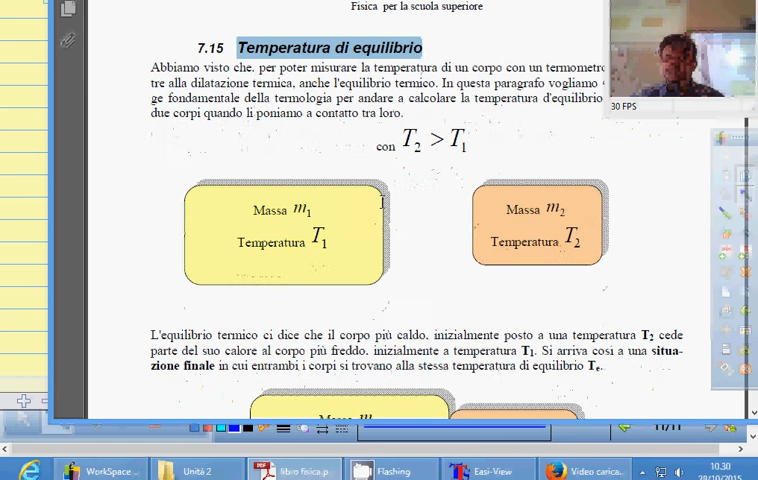 Fisica per la scuola superiore
7.15 Temperatura di equilibrio
Abbiamo visto che, per poter misurare la temperatura di un corpo con un termometro
tre alla dilatazione termica, anche l'equilibrio termico. In questa paragrafo vogliamo
ge fondamentale della termologia per andare a calcolare la temperatura d'equilibrio
due corpi quando li poniamo a contatto tra loro.
con T₂ > T₁
Massa m₁
Temperatura T₁
Massa m₂
Temperatura T₂
L'equilibrio termico ci dice che il corpo più caldo, inizialmente posto a una temperatura T₂ cede
parte del suo calore al corpo più freddo, inizialmente a temperatura T₁. Si arriva così a una situa-
zione finale in cui entrambi i corpi si trovano alla stessa temperatura di equilibrio Tₑ.
Massa m
30 FPS
11/11
WorkSpace ...
Unità 2
libro fisica.p...
Flashing
Easi-View
Video carica...
10.30
28/10/2015